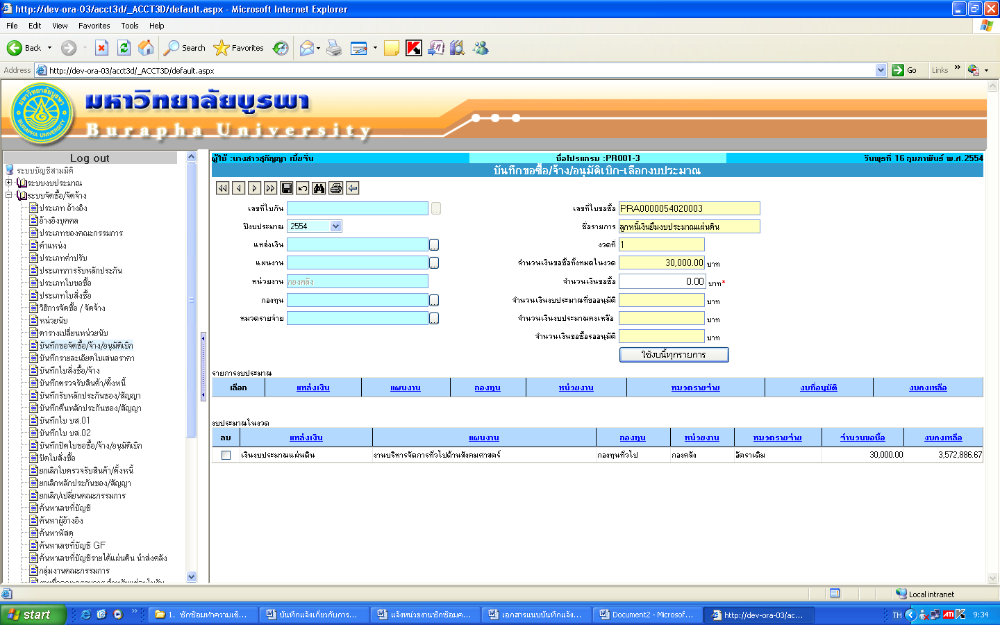 http://dev-ora-03/acct3d/_ACCT3D/default.aspx - Microsoft Internet Explorer
File Edit View Favorites Tools Help
Back Search Favorites
Address http://dev-ora-03/acct3d/_ACCT3D/default.aspx Go Links
มหาวิทยาลัยบูรพา
Burapha University
Log out
ระบบบัญชีสามมิติ
ระบบงบประมาณ
ระบบจัดซื้อ/จัดจ้าง
ประเภท อ้างอิง
อ้างอิงบุคคล
ประเภทของคณะกรรมการ
ตำแหน่ง
ประเภทค่าปรับ
ประเภทการรับหลักประกัน
ประเภทใบขอซื้อ
ประเภทใบสั่งซื้อ
วิธีการจัดซื้อ / จัดจ้าง
หน่วยนับ
ตารางเปลี่ยนหน่วยนับ
บันทึกขอจัดซื้อ/จ้าง/อนุมัติเบิก
บันทึกรายละเอียดใบเสนอราคา
บันทึกใบสั่งซื้อ/จ้าง
บันทึกตรวจรับสินค้า/ตั้งหนี้
บันทึกรับหลักประกันซอง/สัญญา
บันทึกคืนหลักประกันซอง/สัญญา
บันทึกใบ บส.01
บันทึกใบ บส.02
บันทึกปิดใบขอซื้อ/จ้าง/อนุมัติเบิก
ปิดใบสั่งซื้อ
ยกเลิกใบตรวจรับสินค้า/ตั้งหนี้
ยกเลิกหลักประกันซอง/สัญญา
ยกเลิก/เปลี่ยนคณะกรรมการ
ค้นหาเลขที่บัญชี
ค้นหาผู้อ้างอิง
ค้นหาพัสดุ
ค้นหาเลขที่บัญชี GF
ค้นหาเลขที่บัญชีรายได้แผ่นดิน นำส่งคลัง
กลุ่มงานคณะกรรมการ
ผู้ใช้ :นางสาวสุกัญญา เบี้ยจั่น ชื่อโปรแกรม :PR001-3 วันพุธที่ 16 กุมภาพันธ์ พ.ศ.2554
บันทึกขอซื้อ/จ้าง/อนุมัติเบิก-เลือกงบประมาณ
เลขที่ใบกัน ... เลขที่ใบขอซื้อ PRA0000054020003
ปีงบประมาณ 2554 ชื่อรายการ ลูกหนี้เงินยืมงบประมาณแผ่นดิน
แหล่งเงิน ... งวดที่ 1
แผนงาน ... จำนวนเงินขอซื้อทั้งหมดในงวด 30,000.00 บาท
หน่วยงาน กองคลัง จำนวนเงินขอซื้อ 0.00 บาท*
กองทุน ... จำนวนเงินงบประมาณที่ขออนุมัติ บาท
หมวดรายจ่าย ... จำนวนเงินงบประมาณคงเหลือ บาท
จำนวนเงินขอซื้อรออนุมัติ บาท
ใช้งบนี้ทุกรายการ
รายการงบประมาณ
เลือก แหล่งเงิน แผนงาน กองทุน หน่วยงาน หมวดรายจ่าย งบที่อนุมัติ งบคงเหลือ
งบประมาณในงวด
ลบ แหล่งเงิน แผนงาน กองทุน หน่วยงาน หมวดรายจ่าย จำนวนขอซื้อ งบคงเหลือ
เงินงบประมาณแผ่นดิน งานบริหารจัดการทั่วไปด้านสังคมศาสตร์ กองทุนทั่วไป กองคลัง อัตราเดิม 30,000.00 3,572,886.67
Local intranet
start 1. ซักซ้อมทำความเข้... บันทึกแจ้งเกี่ยวกับการ... แจ้งหน่วยงานซักซ้อมค... เอกสารแนบบันทึกแจ้ง... Document2 - Microsof... http://dev-ora-03/ac... TH 9:34